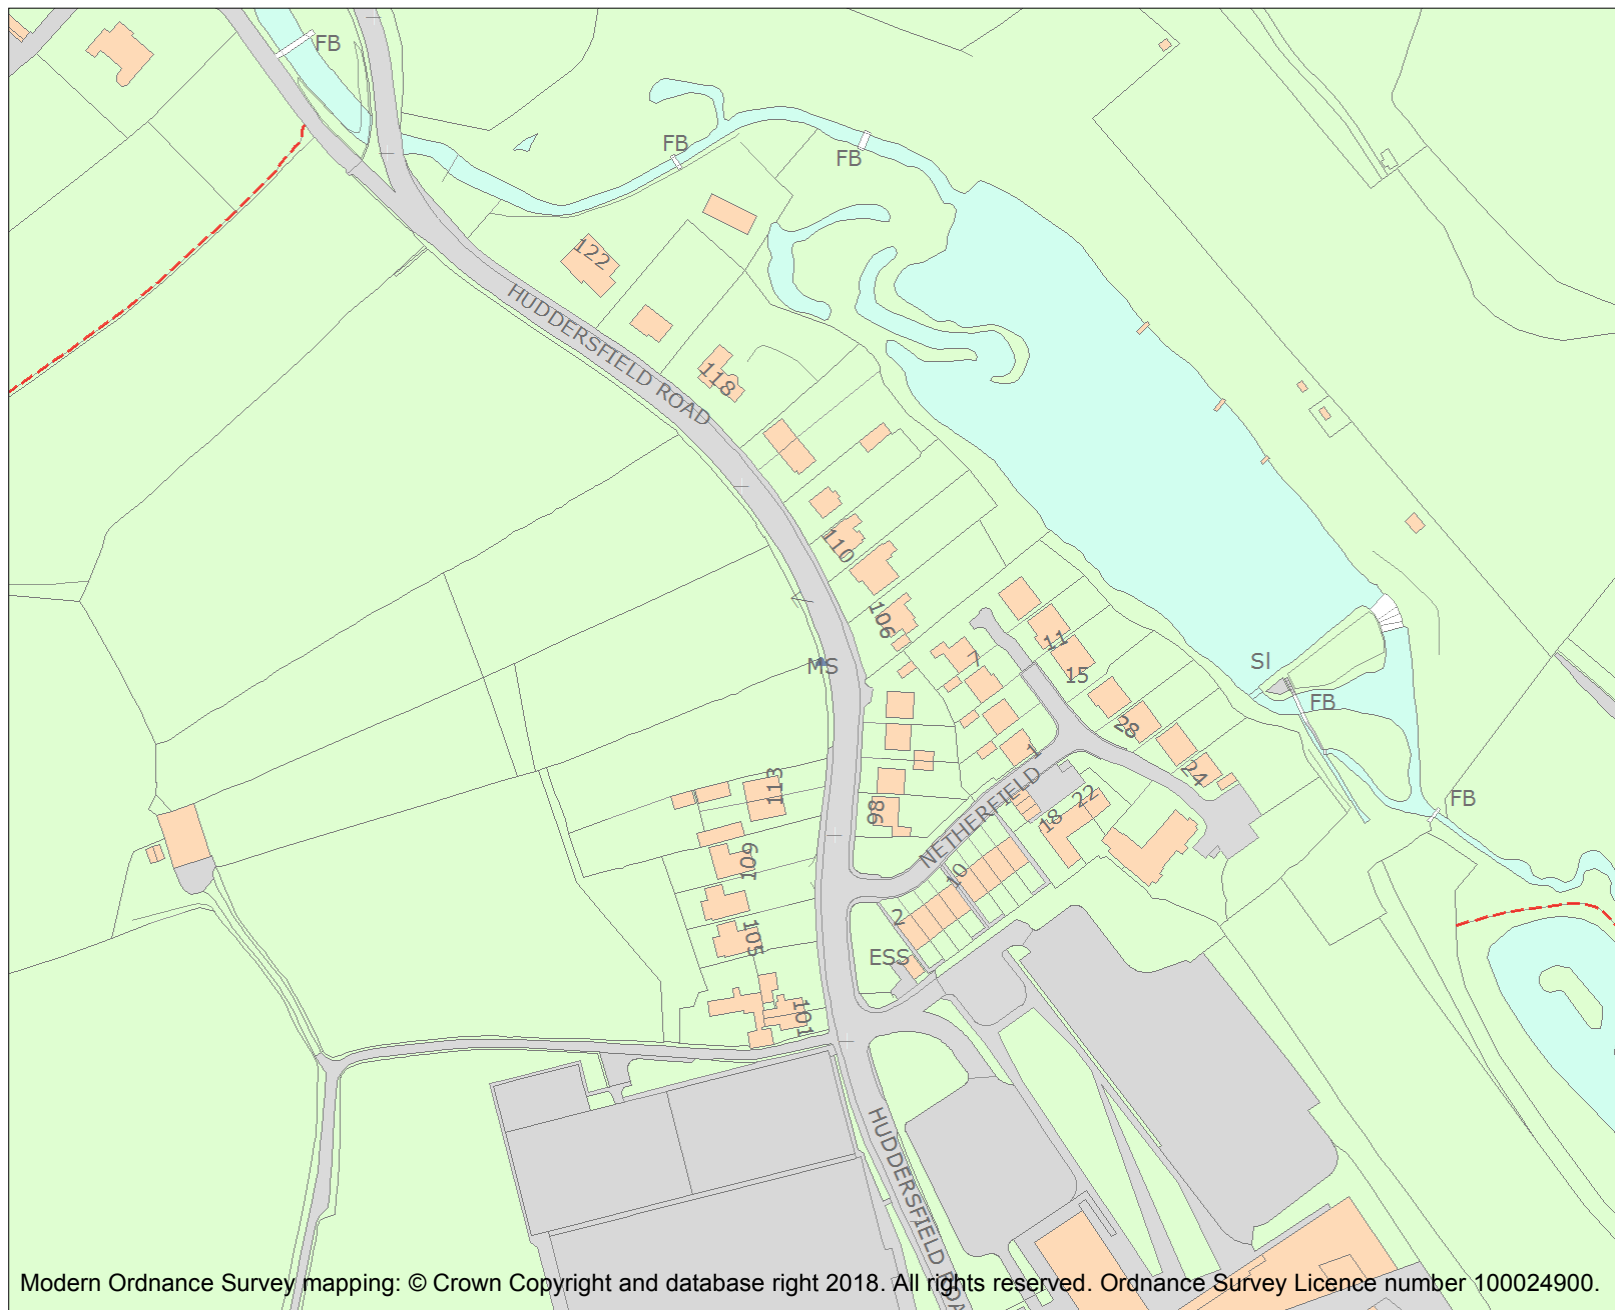 FB
FB
FB
122
HUDDERSFIELD ROAD
118
110
106
MS
11
7
15
SI
FB
28
1
24
113
98
NETHERFIELD
22
18
FB
109
10
2
105
ESS
101
HUDDERSFIELD ROA
Modern Ordnance Survey mapping: © Crown Copyright and database right 2018. All rights reserved. Ordnance Survey Licence number 100024900.